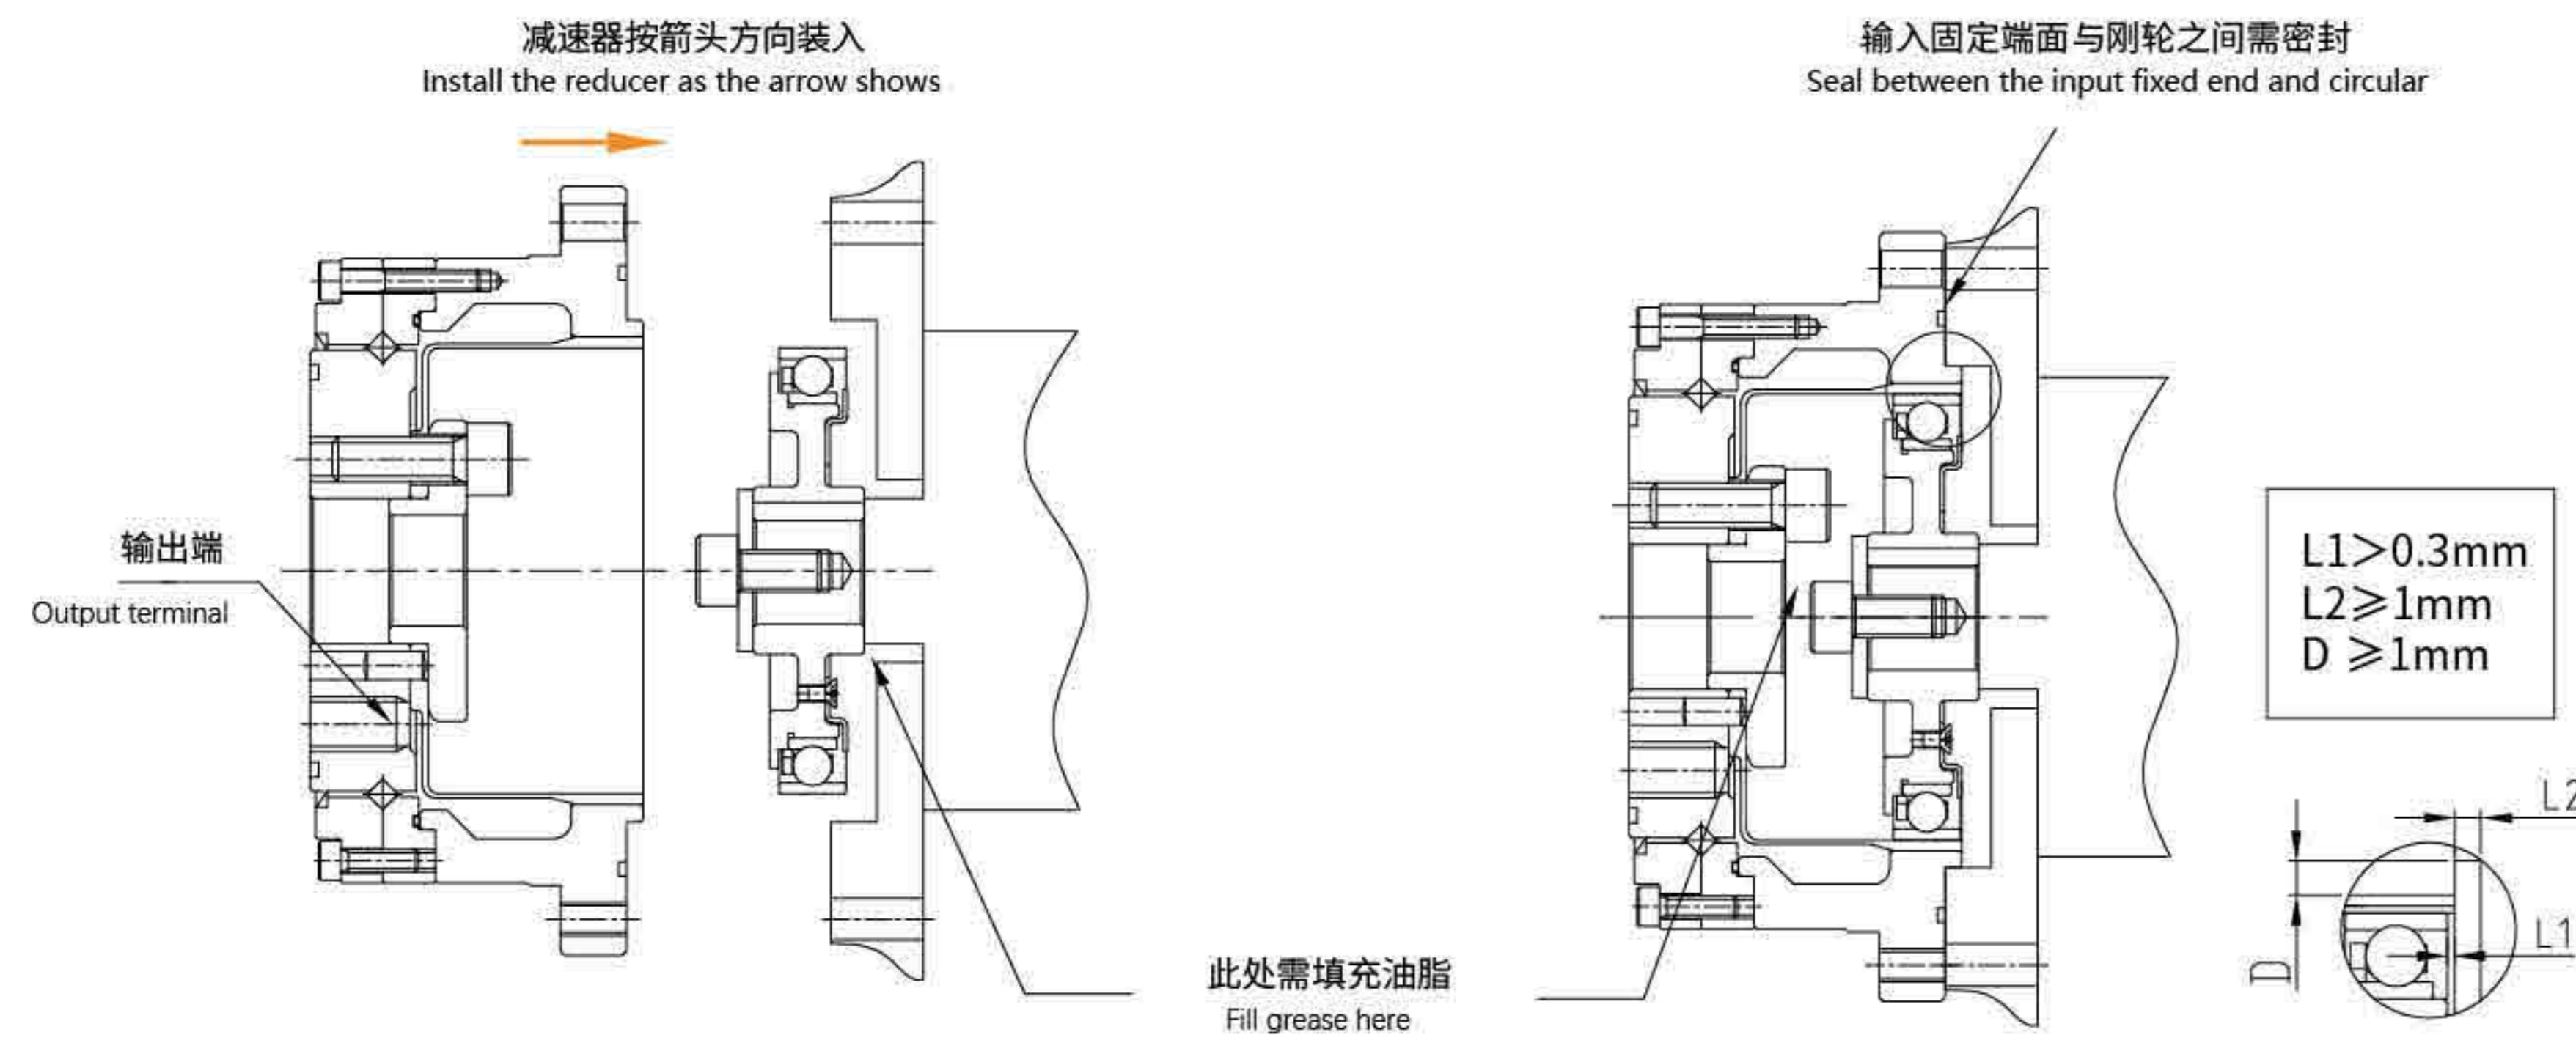 减速器按箭头方向装入
Install the reducer as the arrow shows
输入固定端面与刚轮之间需密封
Seal between the input fixed end and circular
输出端
Output terminal
L1>0.3mm
L2⩾1mm
D ⩾1mm
L2
L1
D
此处需填充油脂
Fill grease here